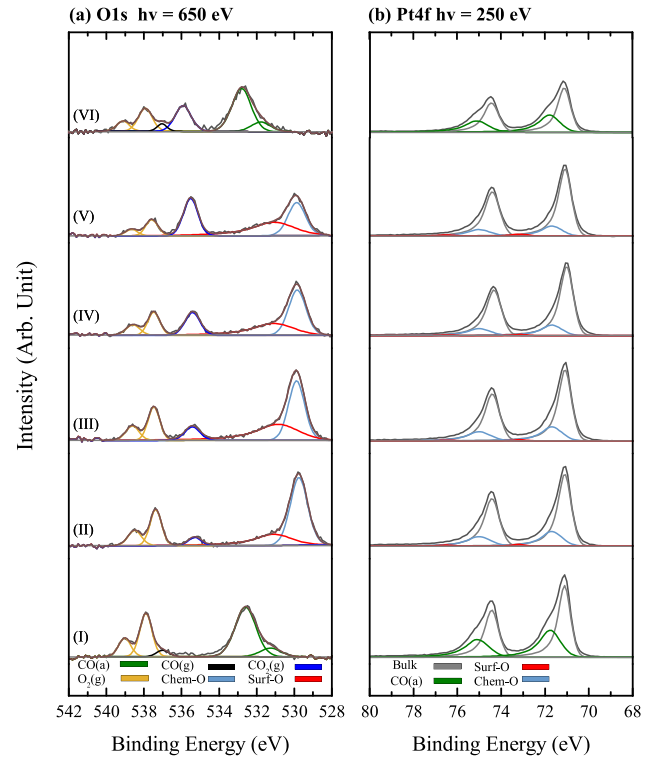 (a) O1s hν = 650 eV
(b) Pt4f hν = 250 eV
Intensity (Arb. Unit)
(VI)
(V)
(IV)
(III)
(II)
(I)
CO(a) CO(g) CO2(g)
O2(g) Chem-O Surf-O
Bulk Surf-O
CO(a) Chem-O
542 540 538 536 534 532 530 528
80 78 76 74 72 70 68
Binding Energy (eV)
Binding Energy (eV)